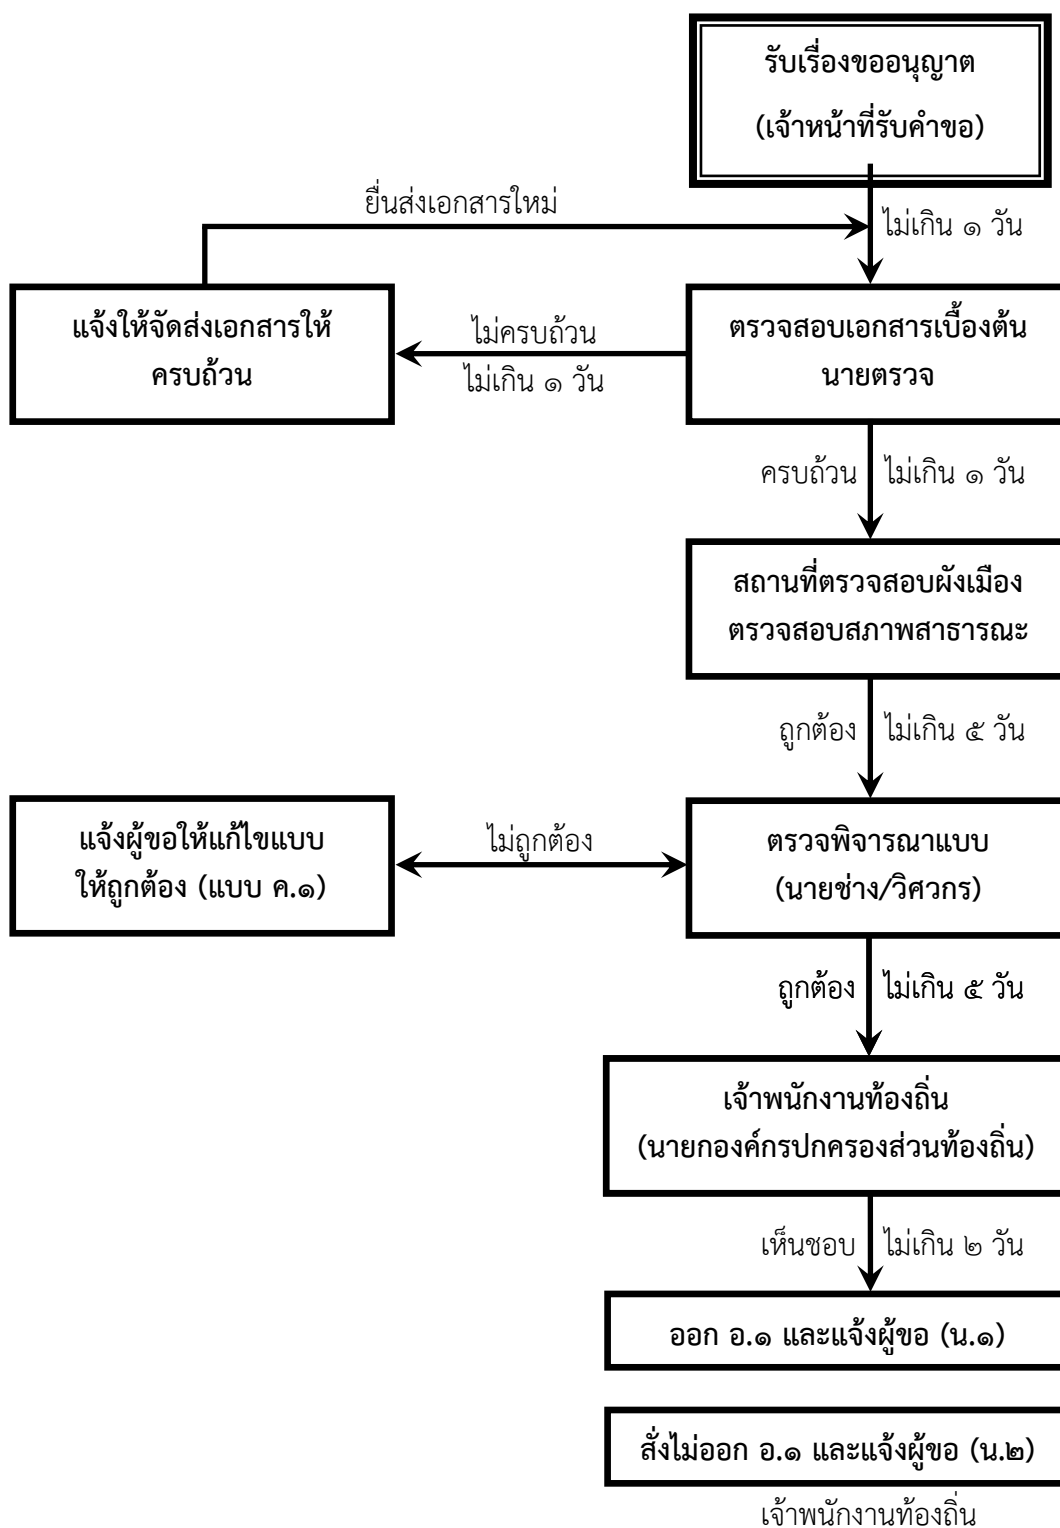 รับเรื่องขออนุญาต
(เจ้าหน้าที่รับคำขอ)
ยื่นส่งเอกสารใหม่
ไม่เกิน ๑ วัน
แจ้งให้จัดส่งเอกสารให้
ครบถ้วน
ไม่ครบถ้วน
ไม่เกิน ๑ วัน
ตรวจสอบเอกสารเบื้องต้น
นายตรวจ
ครบถ้วน ไม่เกิน ๑ วัน
สถานที่ตรวจสอบผังเมือง
ตรวจสอบสภาพสาธารณะ
ถูกต้อง ไม่เกิน ๕ วัน
แจ้งผู้ขอให้แก้ไขแบบ
ให้ถูกต้อง (แบบ ค.๑)
ไม่ถูกต้อง
ตรวจพิจารณาแบบ
(นายช่าง/วิศวกร)
ถูกต้อง ไม่เกิน ๕ วัน
เจ้าพนักงานท้องถิ่น
(นายกองค์กรปกครองส่วนท้องถิ่น)
เห็นชอบ ไม่เกิน ๒ วัน
ออก อ.๑ และแจ้งผู้ขอ (น.๑)
สั่งไม่ออก อ.๑ และแจ้งผู้ขอ (น.๒)
เจ้าพนักงานท้องถิ่น